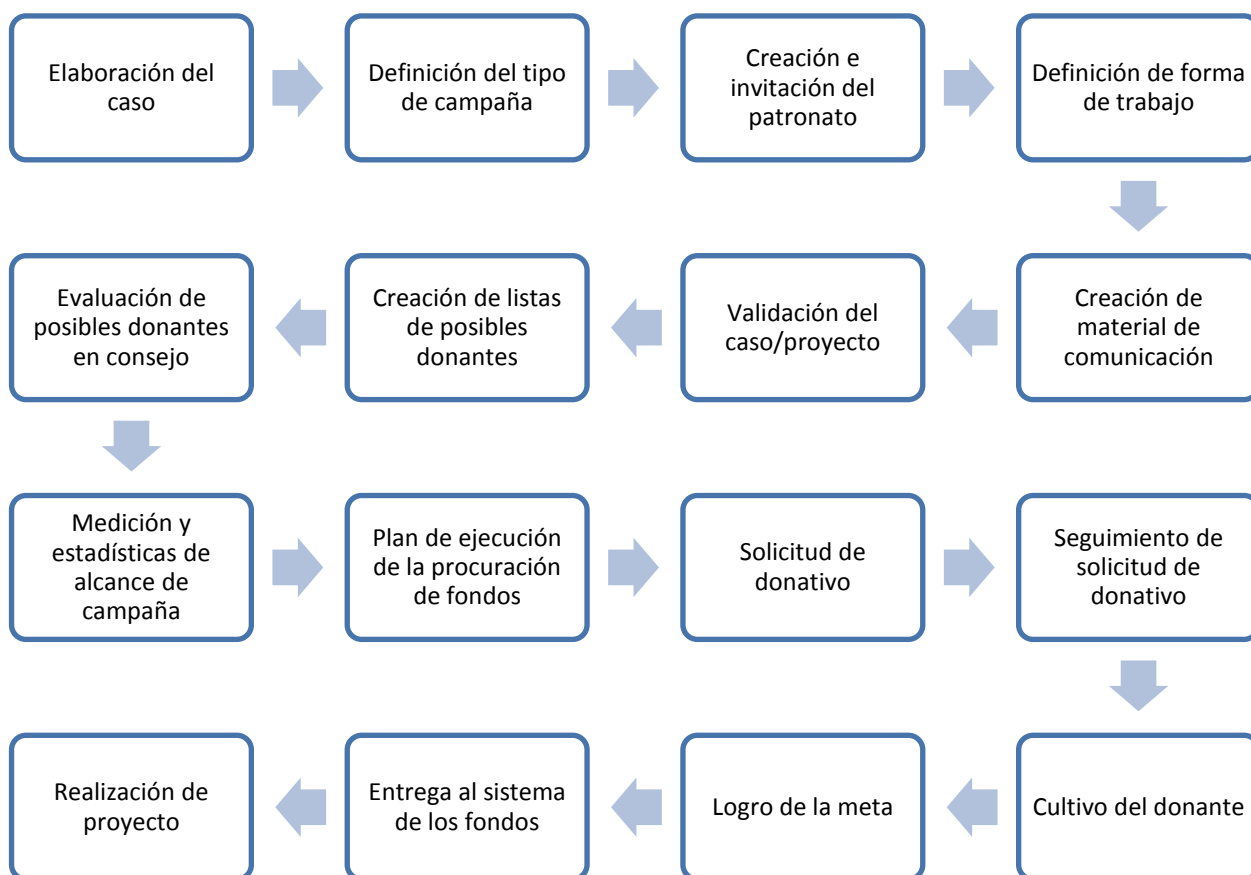 Elaboración del
caso
Definición del tipo
de campaña
Creación e
invitación del
patronato
Definición de forma
de trabajo
Creación de
material de
comunicación
Validación del
caso/proyecto
Creación de listas
de posibles
donantes
Evaluación de
posibles donantes
en consejo
Medición y
estadísticas de
alcance de
campaña
Plan de ejecución
de la procuración
de fondos
Solicitud de
donativo
Seguimiento de
solicitud de
donativo
Cultivo del donante
Logro de la meta
Entrega al sistema
de los fondos
Realización de
proyecto